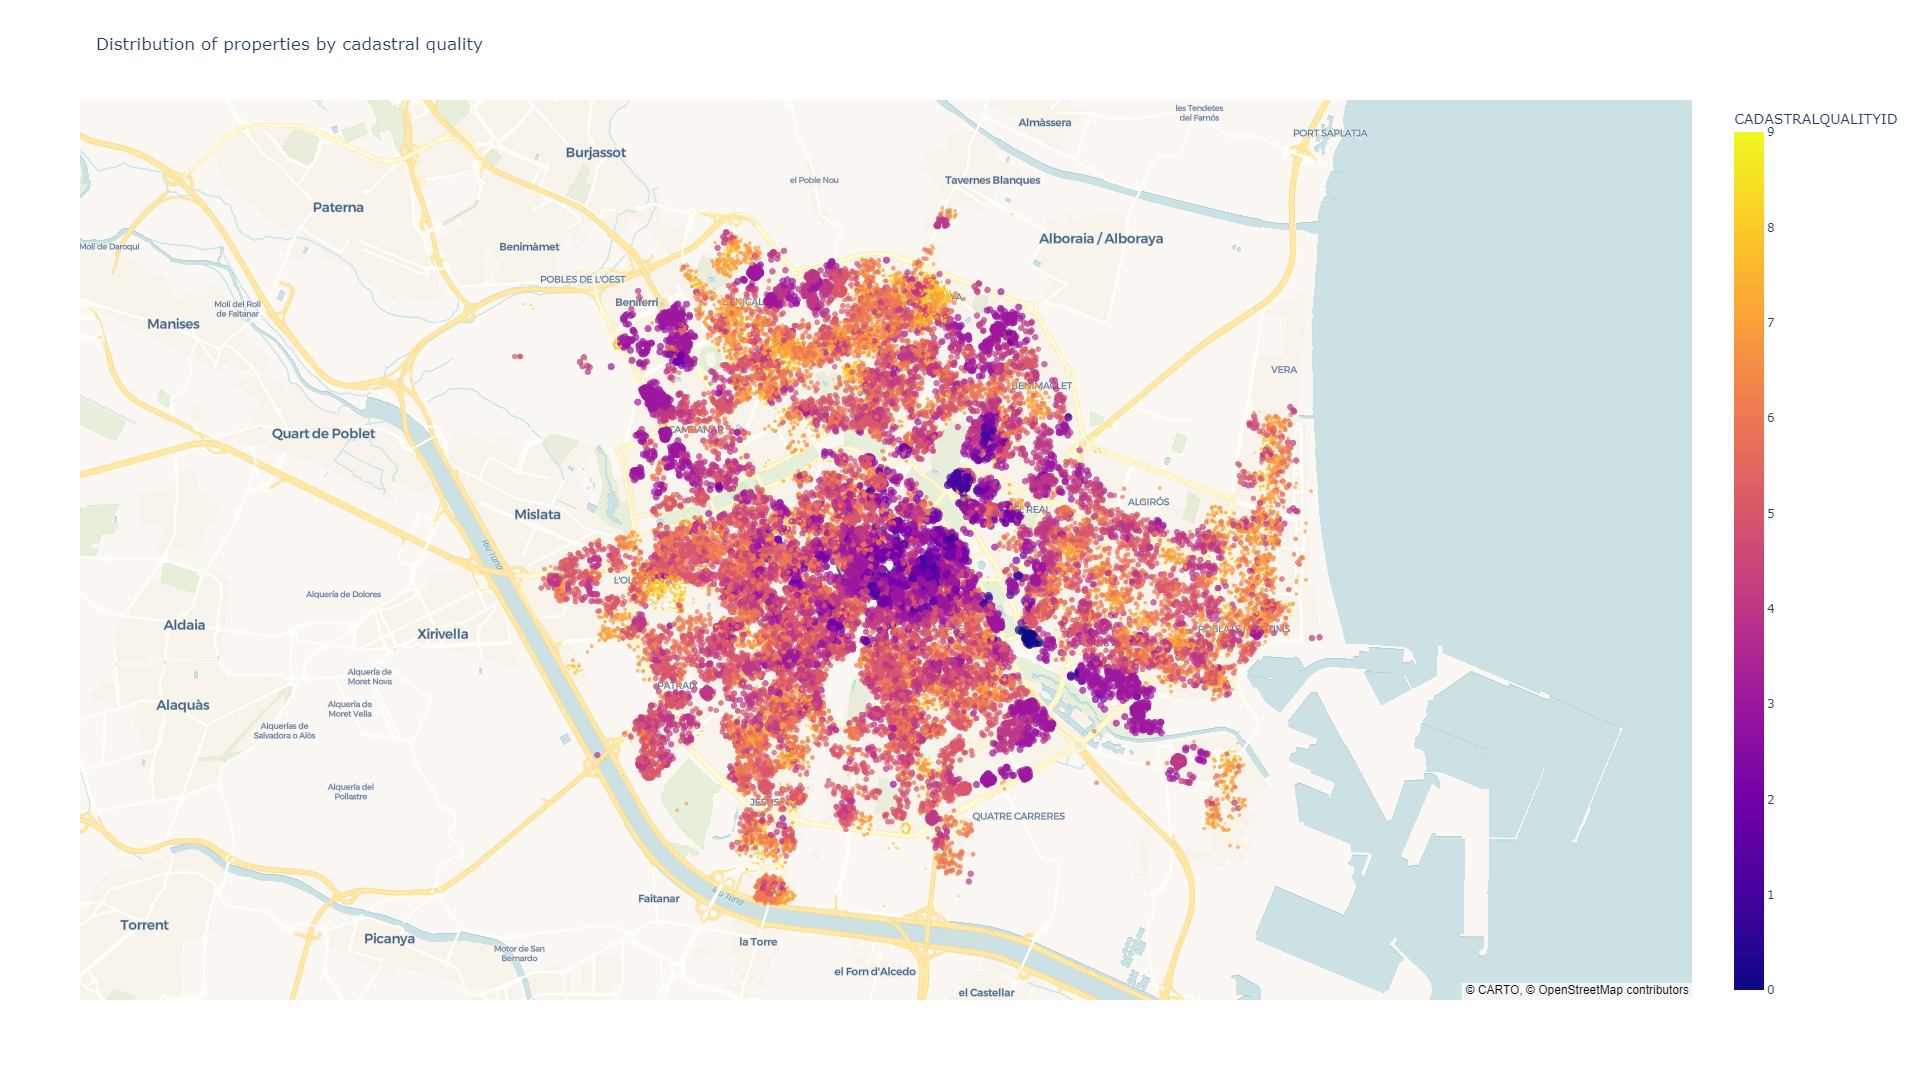 Distribution of properties by cadastral quality
les Tendetes
del Famós
Almàssera
PORT SAPLATJA
Burjassot
el Poble Nou
Tavernes Blanques
Paterna
Alboraia / Alboraya
Molí de Daroqui
Benimàmet
POBLES DE L'OEST
Beniferri
Molí del Roll
de Faitanar
Manises
VERA
BENIMACLET
CAMPANAR
Quart de Poblet
ALGIRÓS
EL REAL
Mislata
Riu Turia
Alquería de Dolores
Aldaia
Xirivella
Alquería de
Moret Nova
PATRAIX
Alaquàs
Alquería de
Moret Vella
Alquerías de
Salvadora o Alòs
Alquería del
Pollastre
JESÚS
QUATRE CARRERES
Faitanar
Riu Turia
Torrent
Picanya
la Torre
Motor de San
Bernardo
el Forn d'Alcedo
el Castellar
© CARTO, © OpenStreetMap contributors
CADASTRALQUALITYID
9
8
7
6
5
4
3
2
1
0